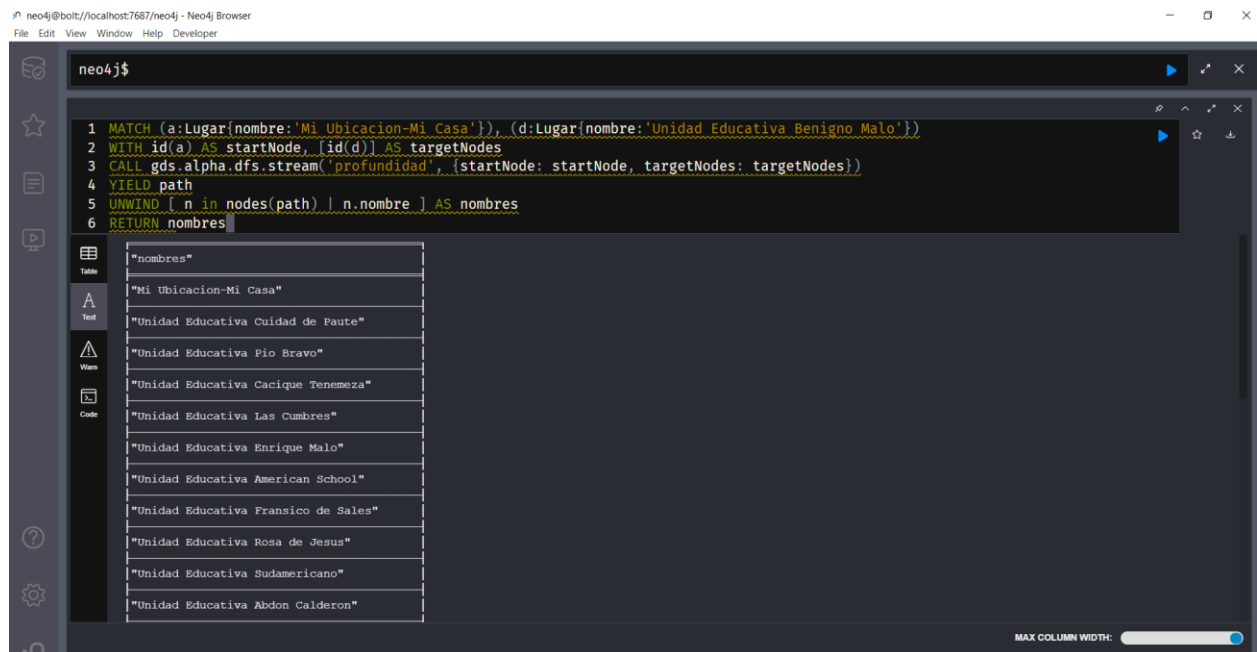 neo4j@bolt://localhost:7687/neo4j - Neo4j Browser
File Edit View Window Help Developer
neo4j$
1 MATCH (a:Lugar{nombre:'Mi Ubicacion-Mi Casa'}), (d:Lugar{nombre:'Unidad Educativa Benigno Malo'})
2 WITH id(a) AS startNode, [id(d)] AS targetNodes
3 CALL gds.alpha.dfs.stream('profundidad', {startNode: startNode, targetNodes: targetNodes})
4 YIELD path
5 UNWIND [ n in nodes(path) | n.nombre ] AS nombres
6 RETURN nombres
Table
A
Text
Warn
Code
"nombres"
"Mi Ubicacion-Mi Casa"
"Unidad Educativa Cuidad de Paute"
"Unidad Educativa Pio Bravo"
"Unidad Educativa Cacique Tenemeza"
"Unidad Educativa Las Cumbres"
"Unidad Educativa Enrique Malo"
"Unidad Educativa American School"
"Unidad Educativa Fransico de Sales"
"Unidad Educativa Rosa de Jesus"
"Unidad Educativa Sudamericano"
"Unidad Educativa Abdon Calderon"
MAX COLUMN WIDTH: